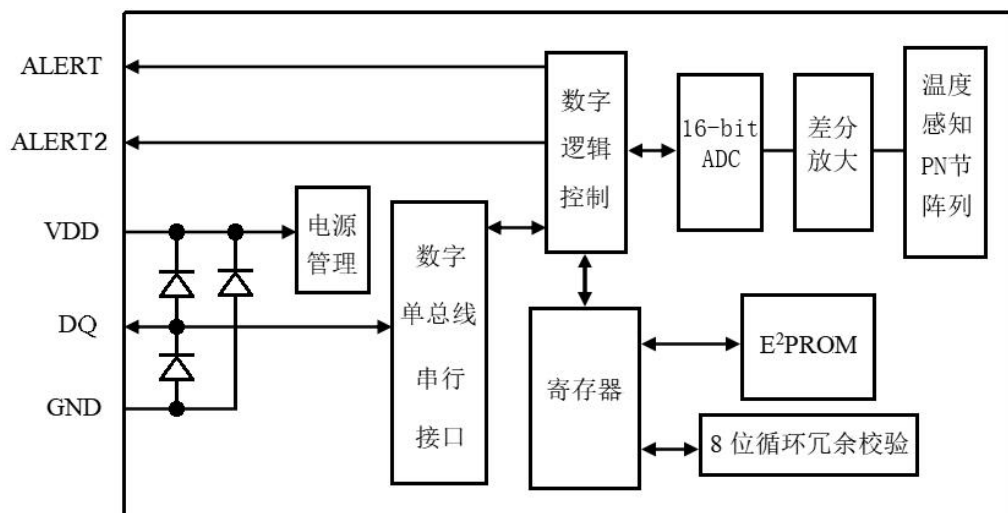 ALERT
ALERT2
VDD
DQ
GND
电源
管理
数字
单总线
串行
接口
数字
逻辑
控制
16-bit
ADC
差分
放大
温度
感知
PN节
阵列
寄存器
E²PROM
8 位循环冗余校验